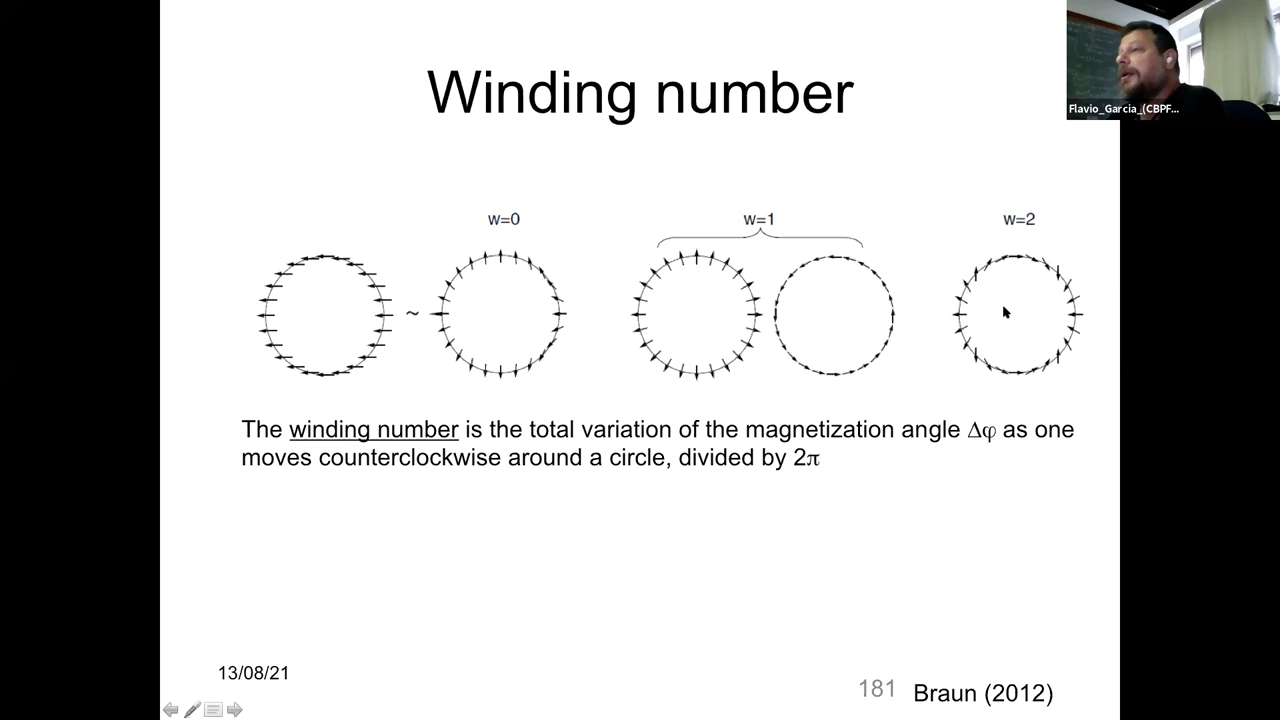 Winding number
Flavio_Garcia_(CBPF...
w=0
w=1
w=2
~
The winding number is the total variation of the magnetization angle Δφ as one
moves counterclockwise around a circle, divided by 2π
13/08/21
181
Braun (2012)